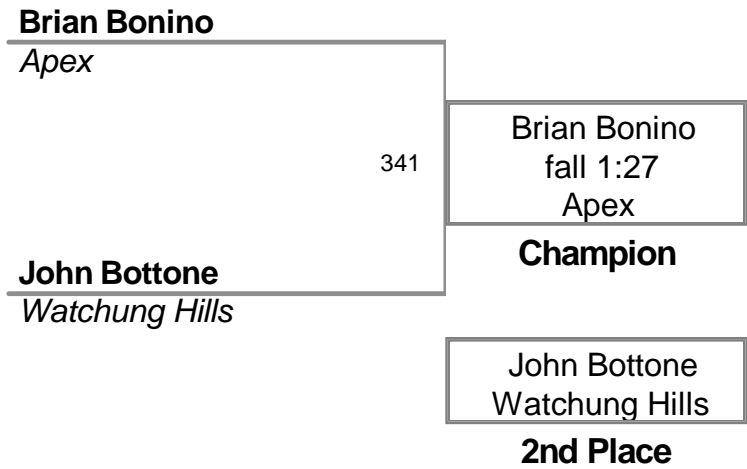 Brian Bonino
Apex
341
Brian Bonino
fall 1:27
Apex
Champion
John Bottone
Watchung Hills
John Bottone
Watchung Hills
2nd Place